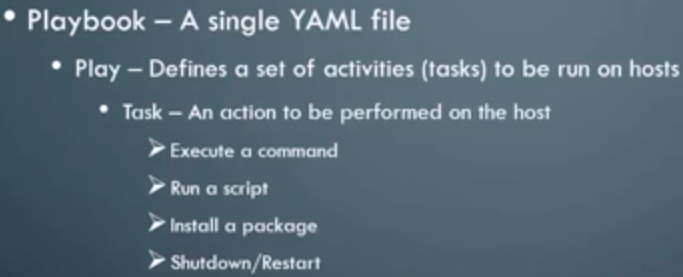 • Playbook – A single YAML file
• Play – Defines a set of activities (tasks) to be run on hosts
• Task – An action to be performed on the host
➢ Execute a command
➢ Run a script
➢ Install a package
➢ Shutdown/Restart